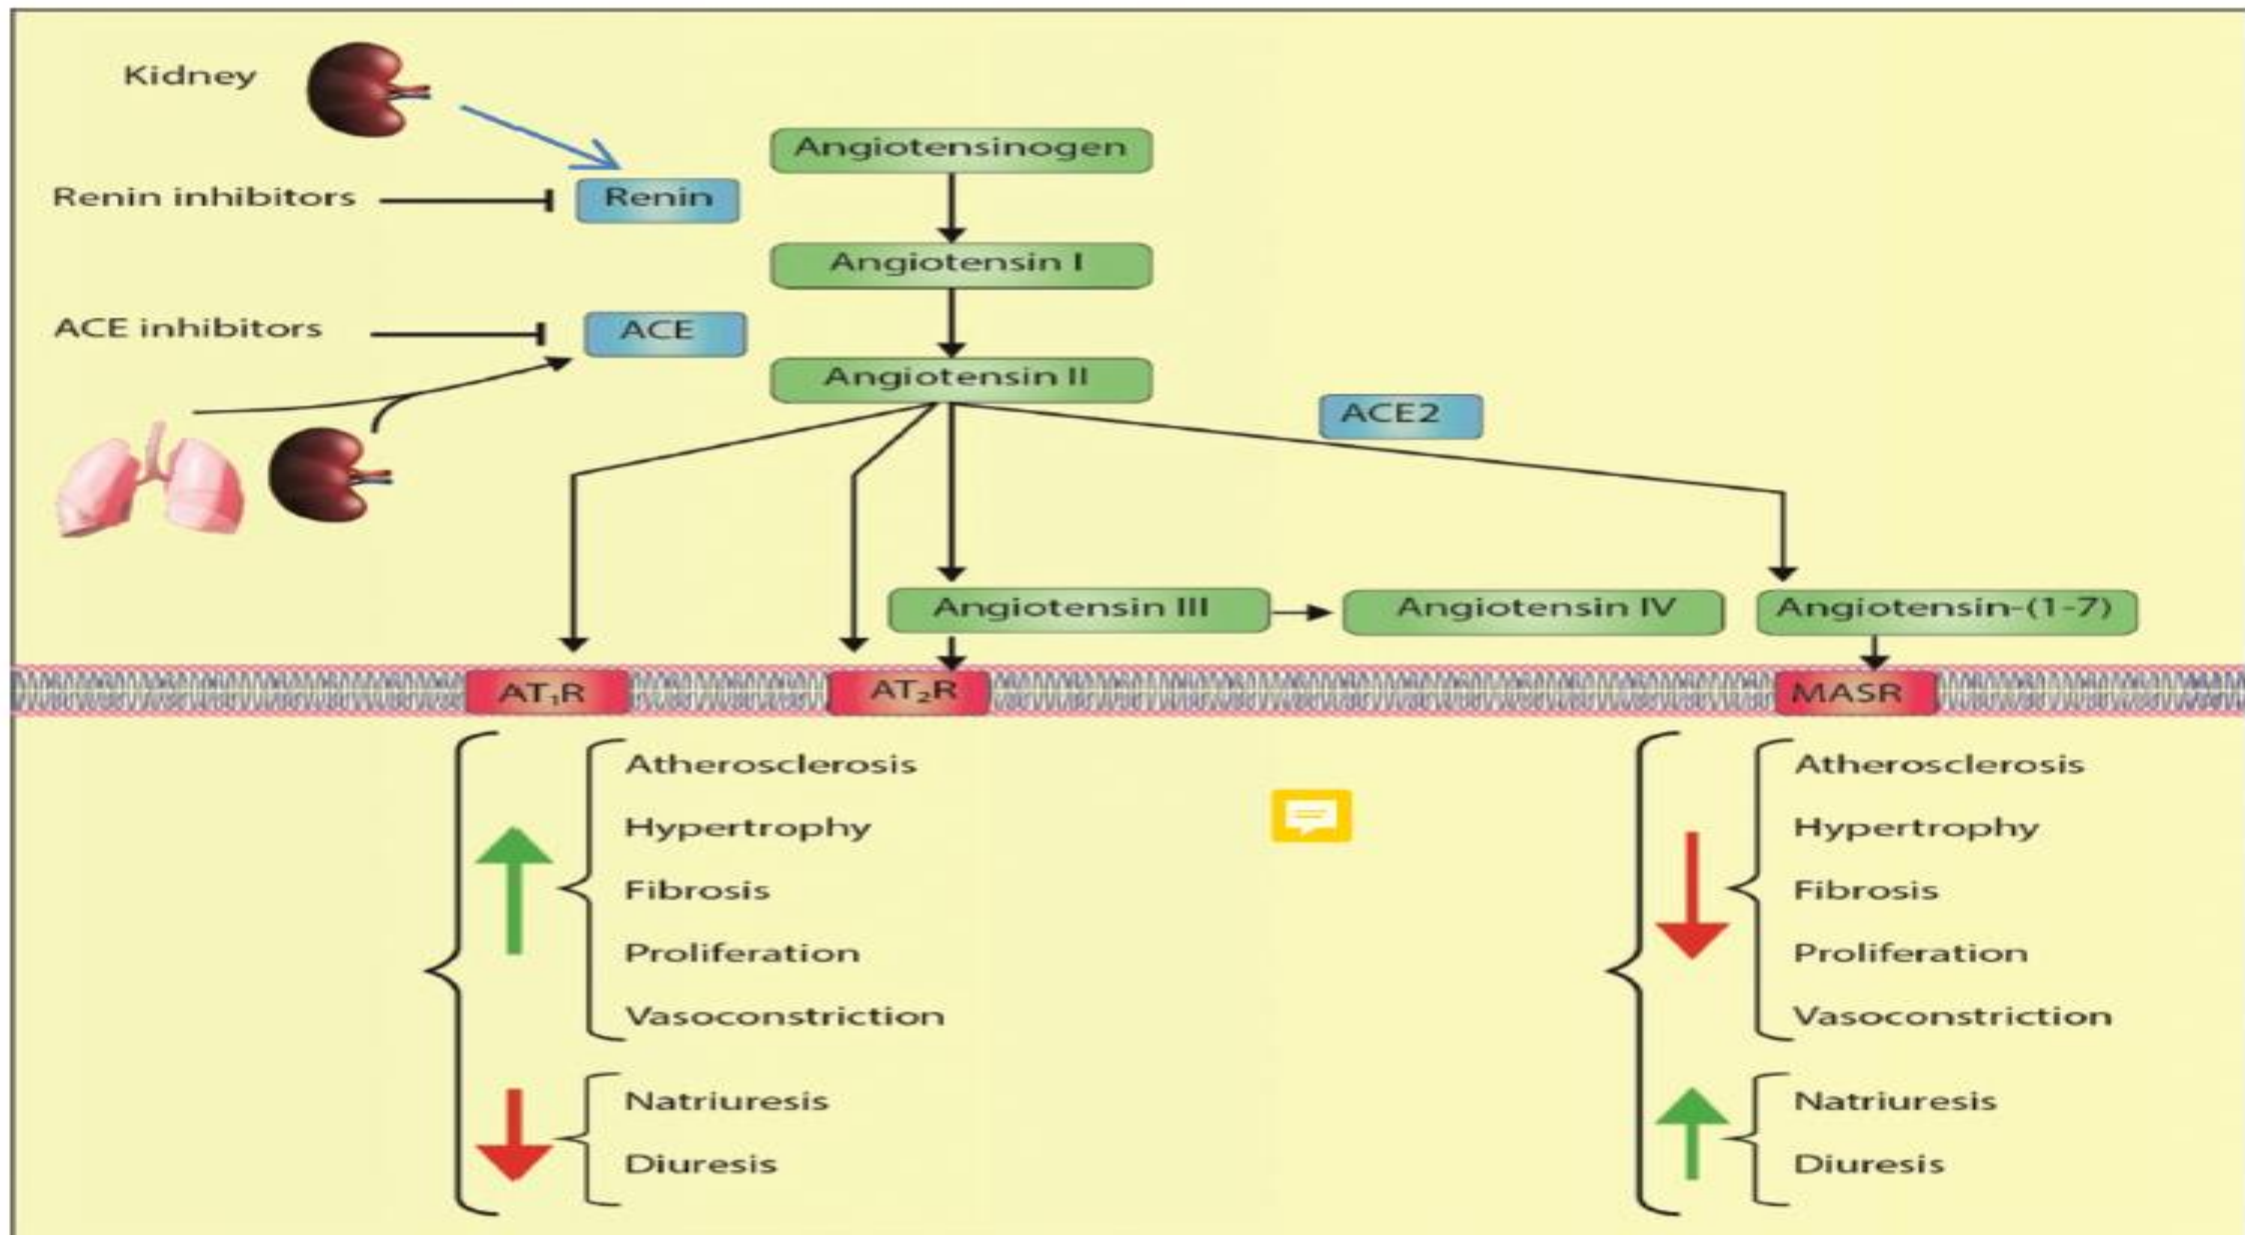 Kidney
Angiotensinogen
Renin inhibitors
Renin
Angiotensin I
ACE inhibitors
ACE
Angiotensin II
ACE2
Angiotensin III
Angiotensin IV
Angiotensin-(1-7)
AT₁R
AT₂R
MASR
Atherosclerosis
Hypertrophy
Fibrosis
Proliferation
Vasoconstriction
Natriuresis
Diuresis
Atherosclerosis
Hypertrophy
Fibrosis
Proliferation
Vasoconstriction
Natriuresis
Diuresis